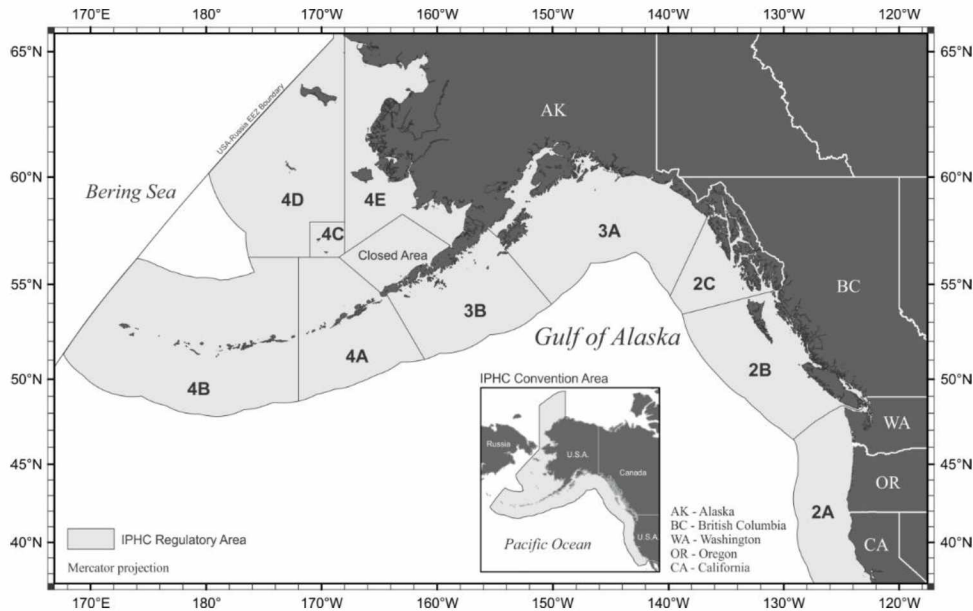 170°E 180° 170°W 160°W 150°W 140°W 130°W 120°W
65°N 65°N
USA-Russia EEZ Boundary
AK
60°N 60°N
Bering Sea
4D 4E
3A
4C
Closed Area
2C
55°N 55°N
BC
3B
Gulf of Alaska
4A
2B
50°N 50°N
4B
IPHC Convention Area
WA
Russia
U.S.A.
Canada
45°N 45°N
OR
2A
AK - Alaska
BC - British Columbia
WA - Washington
OR - Oregon
CA - California
U.S.A.
IPHC Regulatory Area
Pacific Ocean
CA
40°N 40°N
Mercator projection
170°E 180° 170°W 160°W 150°W 140°W 130°W 120°W